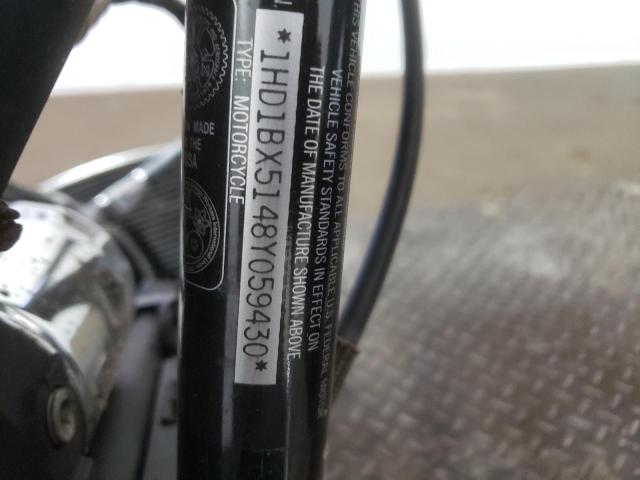 MADE
THE
USA
*1HD1BX5148Y059430*
TYPE: MOTORCYCLE
THIS VEHICLE CONFORMS TO ALL APPLICABLE U.S. FEDERAL MOTOR
VEHICLE SAFETY STANDARDS IN EFFECT ON
THE DATE OF MANUFACTURE SHOWN ABOVE